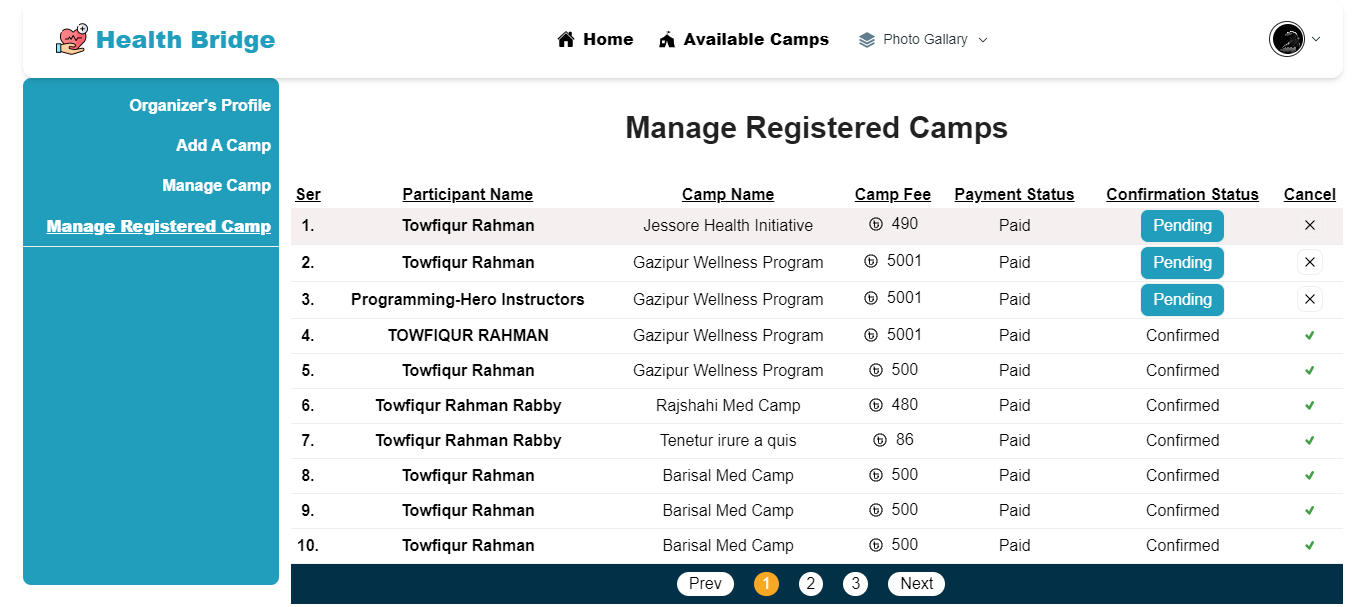 Health Bridge
Home Available Camps Photo Gallary
Organizer's Profile
Add A Camp
Manage Camp
Manage Registered Camp
Manage Registered Camps
Ser Participant Name Camp Name Camp Fee Payment Status Confirmation Status Cancel
1. Towfiqur Rahman Jessore Health Initiative 490 Paid Pending
2. Towfiqur Rahman Gazipur Wellness Program 5001 Paid Pending
3. Programming-Hero Instructors Gazipur Wellness Program 5001 Paid Pending
4. TOWFIQUR RAHMAN Gazipur Wellness Program 5001 Paid Confirmed
5. Towfiqur Rahman Gazipur Wellness Program 500 Paid Confirmed
6. Towfiqur Rahman Rabby Rajshahi Med Camp 480 Paid Confirmed
7. Towfiqur Rahman Rabby Tenetur irure a quis 86 Paid Confirmed
8. Towfiqur Rahman Barisal Med Camp 500 Paid Confirmed
9. Towfiqur Rahman Barisal Med Camp 500 Paid Confirmed
10. Towfiqur Rahman Barisal Med Camp 500 Paid Confirmed
Prev 1 2 3 Next